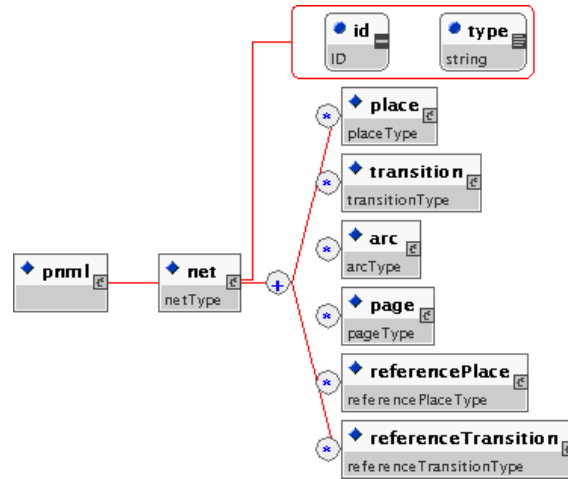 id
ID
type
string
place
placeType
*
transition
transitionType
*
arc
arcType
*
pnml
net
netType
+
page
pageType
*
referencePlace
referencePlaceType
*
referenceTransition
referenceTransitionType
*